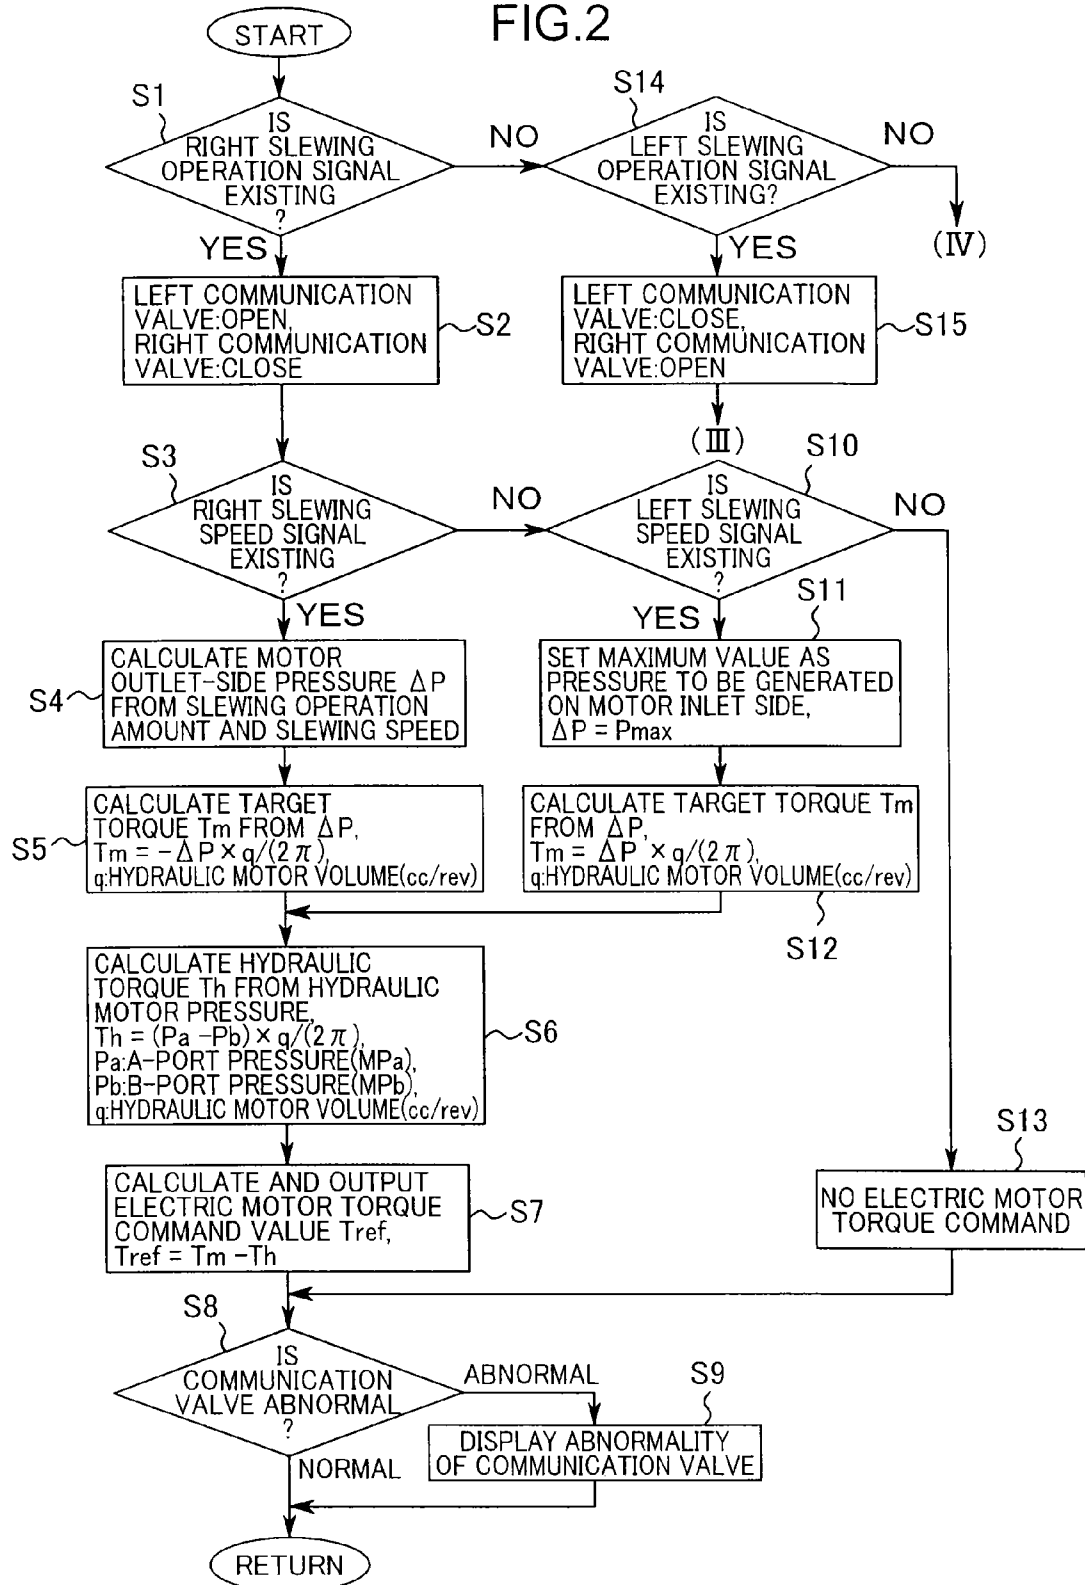 FIG.2
START
S1
IS
RIGHT SLEWING
OPERATION SIGNAL
EXISTING
?
NO
YES
S14
IS
LEFT SLEWING
OPERATION SIGNAL
EXISTING?
NO
(Ⅳ)
YES
LEFT COMMUNICATION
VALVE:OPEN,
RIGHT COMMUNICATION
VALVE:CLOSE
S2
LEFT COMMUNICATION
VALVE:CLOSE,
RIGHT COMMUNICATION
VALVE:OPEN
S15
(Ⅲ)
S3
IS
RIGHT SLEWING
SPEED SIGNAL
EXISTING
?
NO
YES
S10
IS
LEFT SLEWING
SPEED SIGNAL
EXISTING
?
NO
YES
S4
CALCULATE MOTOR
OUTLET-SIDE PRESSURE ΔP
FROM SLEWING OPERATION
AMOUNT AND SLEWING SPEED
S11
SET MAXIMUM VALUE AS
PRESSURE TO BE GENERATED
ON MOTOR INLET SIDE,
ΔP = Pmax
S5
CALCULATE TARGET
TORQUE Tm FROM ΔP,
Tm = -ΔP × q/(2π),
q:HYDRAULIC MOTOR VOLUME(cc/rev)
CALCULATE TARGET TORQUE Tm
FROM ΔP,
Tm = ΔP × q/(2π),
q:HYDRAULIC MOTOR VOLUME(cc/rev)
S12
CALCULATE HYDRAULIC
TORQUE Th FROM HYDRAULIC
MOTOR PRESSURE,
Th = (Pa -Pb) × q/(2π),
Pa:A-PORT PRESSURE(MPa),
Pb:B-PORT PRESSURE(MPb),
q:HYDRAULIC MOTOR VOLUME(cc/rev)
S6
CALCULATE AND OUTPUT
ELECTRIC MOTOR TORQUE
COMMAND VALUE Tref,
Tref = Tm -Th
S7
S13
NO ELECTRIC MOTOR
TORQUE COMMAND
S8
IS
COMMUNICATION
VALVE ABNORMAL
?
ABNORMAL
NORMAL
S9
DISPLAY ABNORMALITY
OF COMMUNICATION VALVE
RETURN